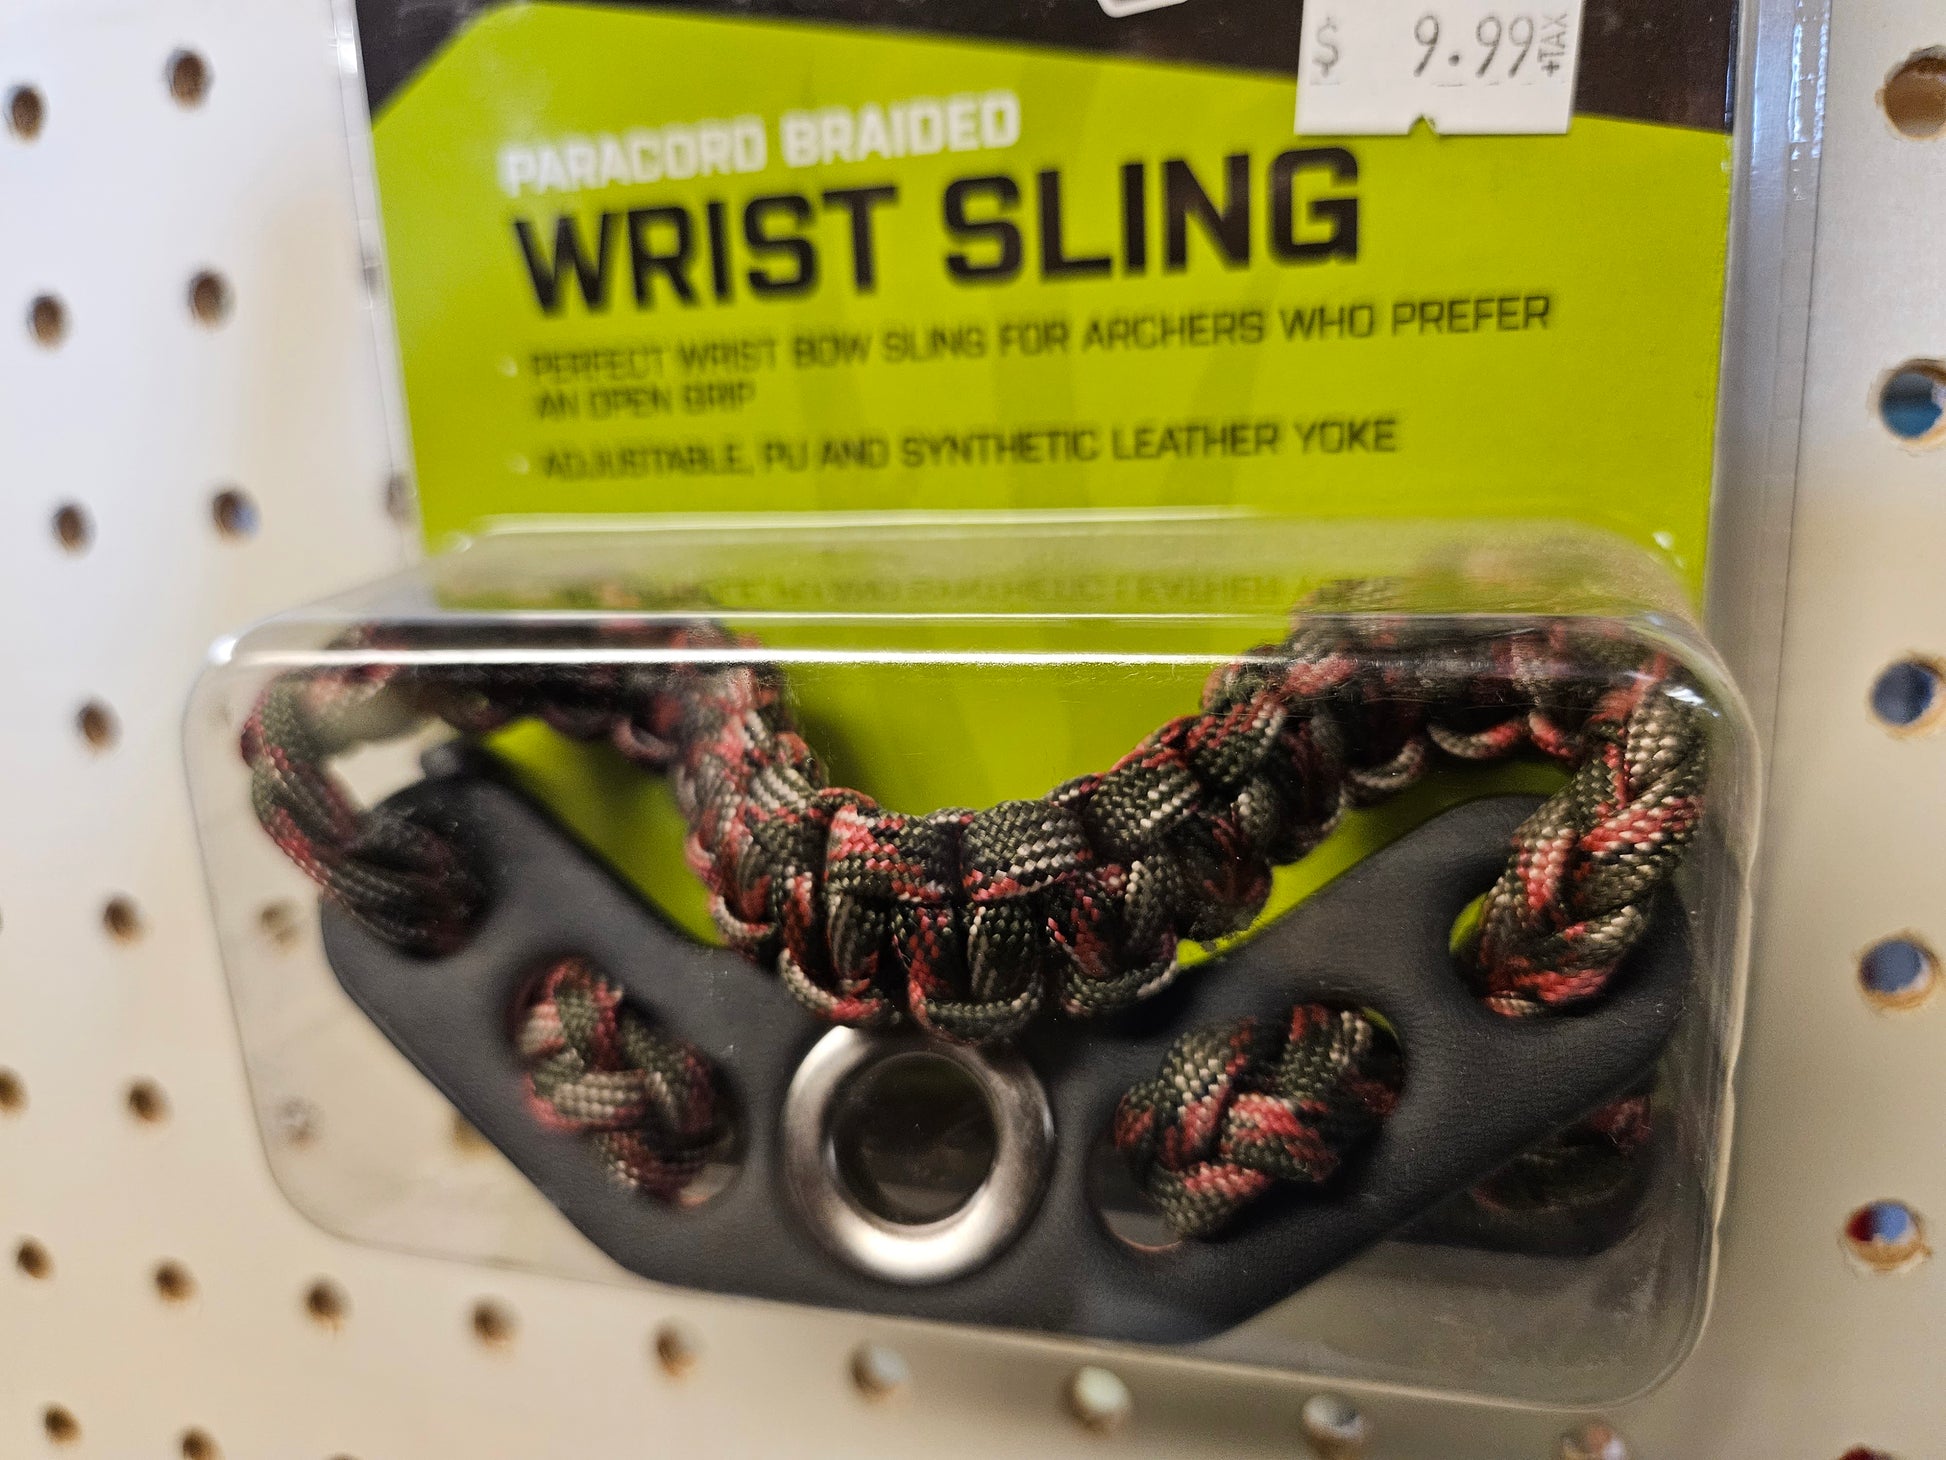 $ 9.99 +TAX
PARACORD BRAIDED
WRIST SLING
PERFECT WRIST BOW SLING FOR ARCHERS WHO PREFER
AN OPEN GRIP
ADJUSTABLE, PU AND SYNTHETIC LEATHER YOKE